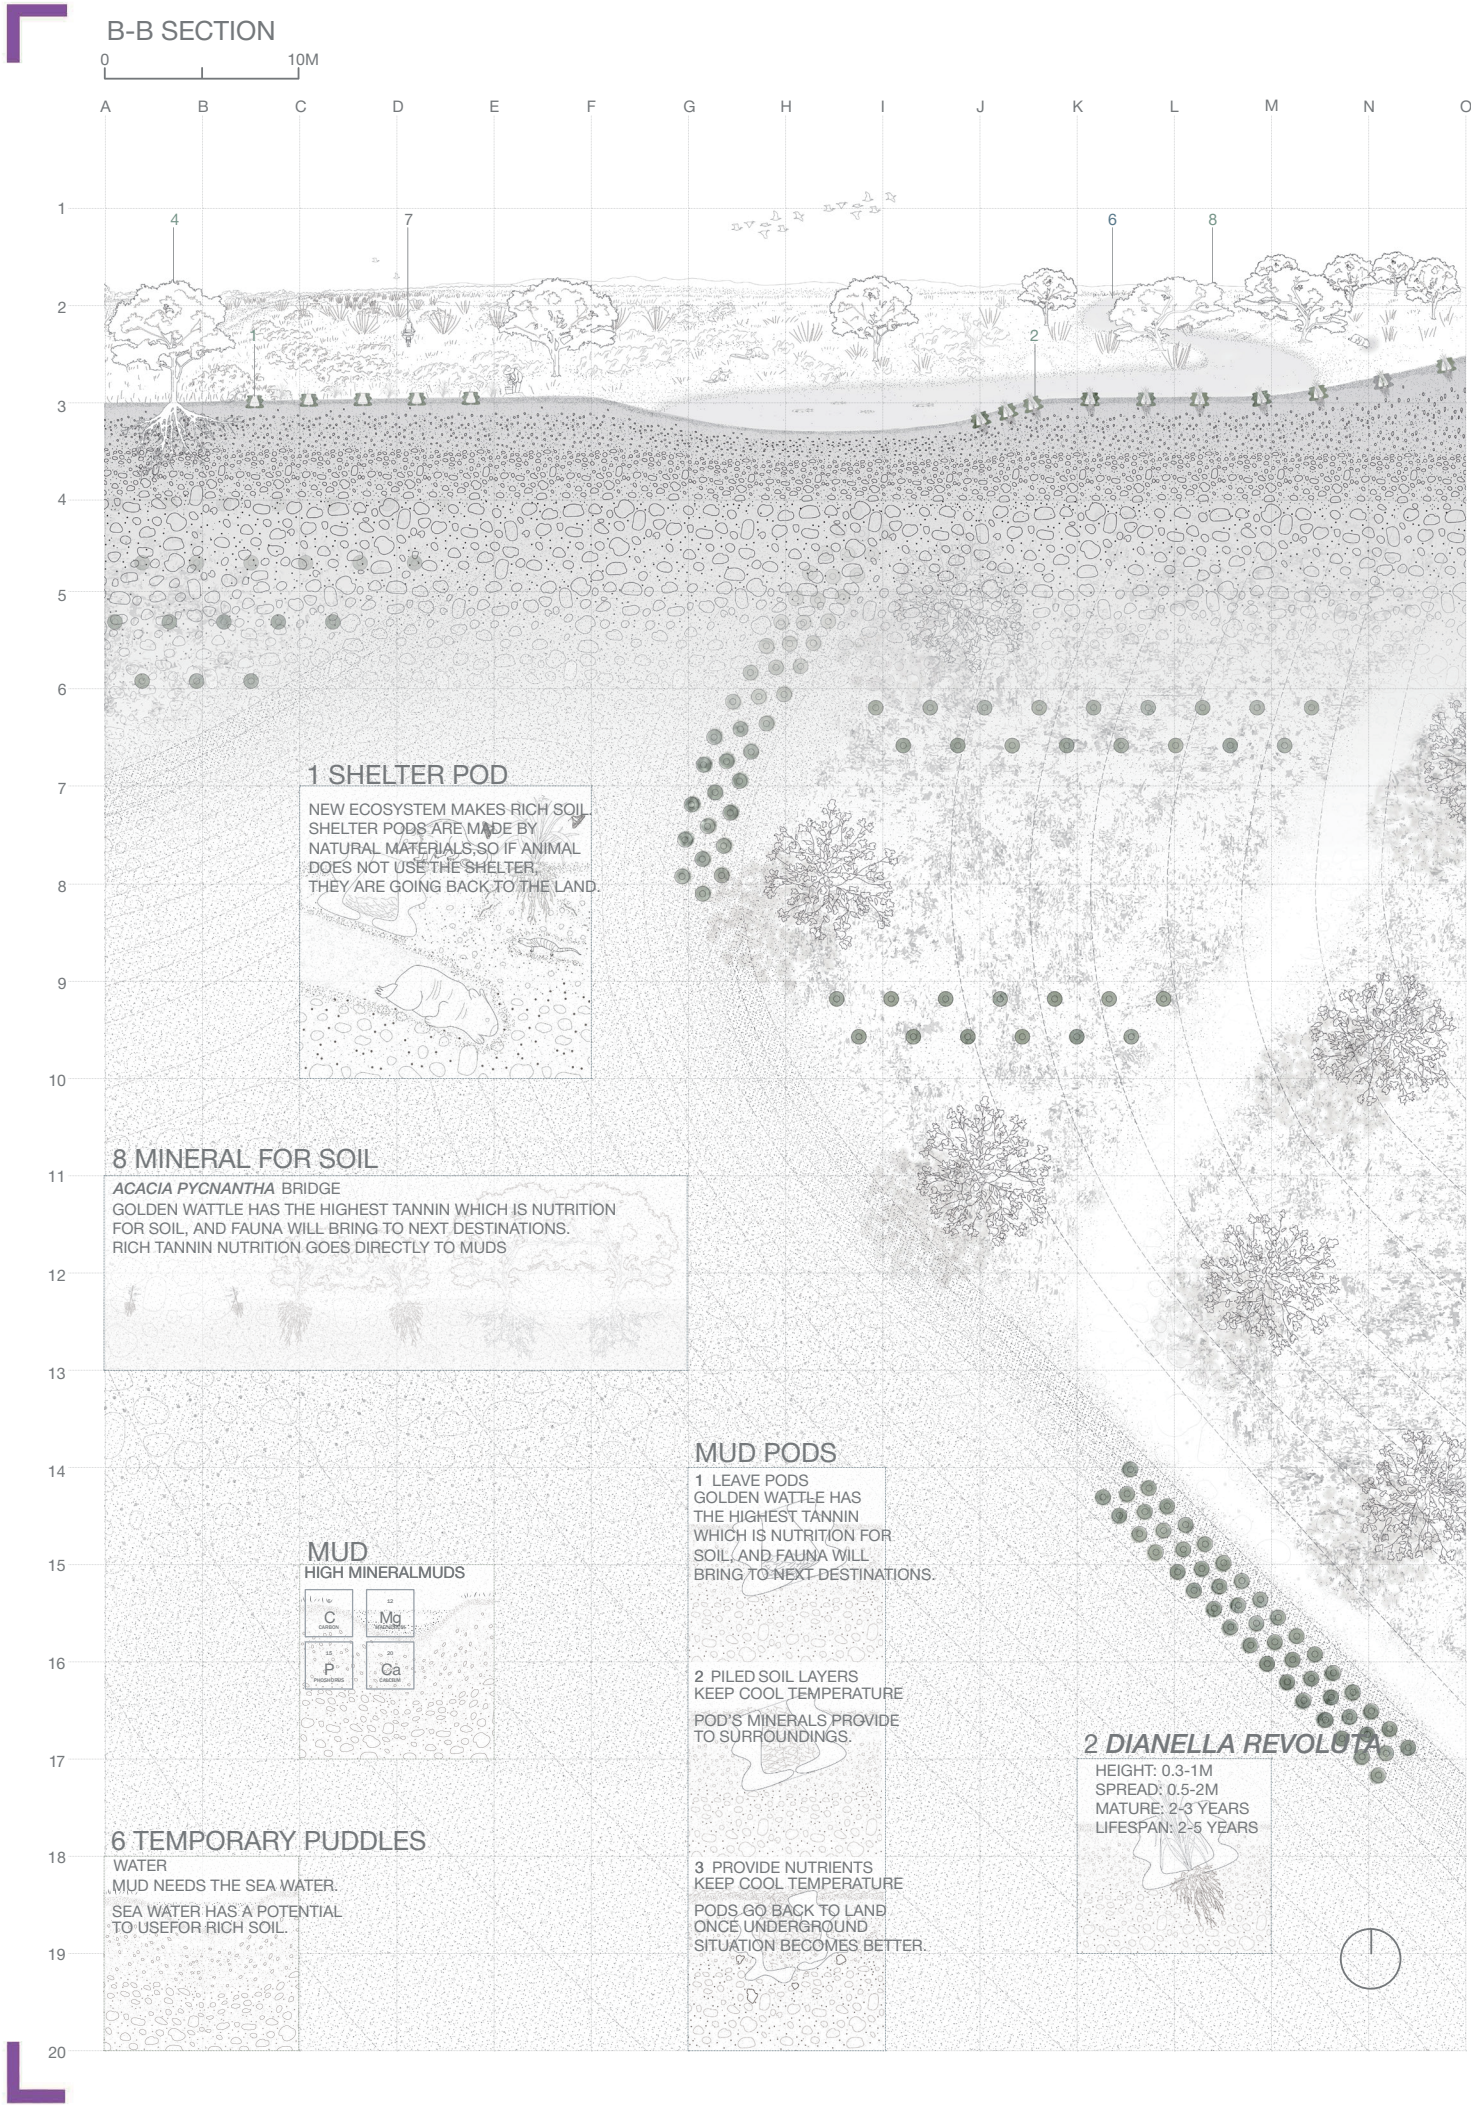 B-B SECTION
0 10M
A B C D E F G H I J K L M N O
1
4 7 6 8
2
1 2
3
4
5
6
1 SHELTER POD
7
NEW ECOSYSTEM MAKES RICH SOIL.
SHELTER PODS ARE MADE BY
NATURAL MATERIALS,SO IF ANIMAL
DOES NOT USE THE SHELTER,
THEY ARE GOING BACK TO THE LAND.
8
9
10
8 MINERAL FOR SOIL
11
ACACIA PYCNANTHA BRIDGE
GOLDEN WATTLE HAS THE HIGHEST TANNIN WHICH IS NUTRITION
FOR SOIL, AND FAUNA WILL BRING TO NEXT DESTINATIONS.
RICH TANNIN NUTRITION GOES DIRECTLY TO MUDS
12
13
MUD PODS
14
1 LEAVE PODS
GOLDEN WATTLE HAS
THE HIGHEST TANNIN
WHICH IS NUTRITION FOR
SOIL, AND FAUNA WILL
BRING TO NEXT DESTINATIONS.
MUD
15
HIGH MINERALMUDS
6 12
C Mg
CARBON MAGNESIUM
15 20
P Ca
PHOSHORBS CALCIUM
16
2 PILED SOIL LAYERS
KEEP COOL TEMPERATURE
POD'S MINERALS PROVIDE
TO SURROUNDINGS.
17
2 DIANELLA REVOLUTA
HEIGHT: 0.3-1M
SPREAD: 0.5-2M
MATURE: 2-3 YEARS
LIFESPAN: 2-5 YEARS
6 TEMPORARY PUDDLES
18
WATER
MUD NEEDS THE SEA WATER.
SEA WATER HAS A POTENTIAL
TO USEFOR RICH SOIL.
3 PROVIDE NUTRIENTS
KEEP COOL TEMPERATURE
PODS GO BACK TO LAND
ONCE UNDERGROUND
SITUATION BECOMES BETTER.
19
20